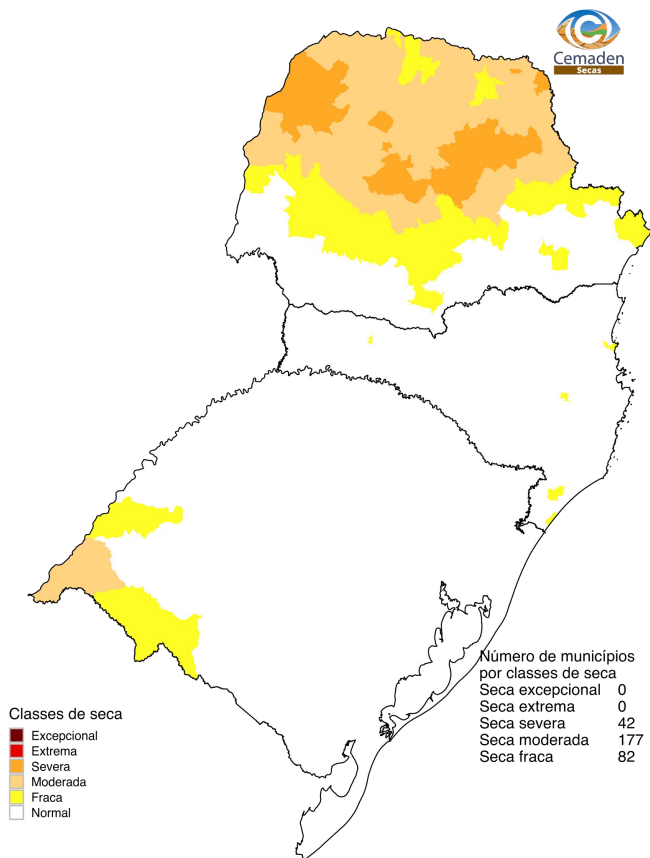 Cemaden
Secas
Número de municípios
por classes de seca
Seca excepcional 0
Seca extrema 0
Seca severa 42
Seca moderada 177
Seca fraca 82
Classes de seca
Excepcional
Extrema
Severa
Moderada
Fraca
Normal